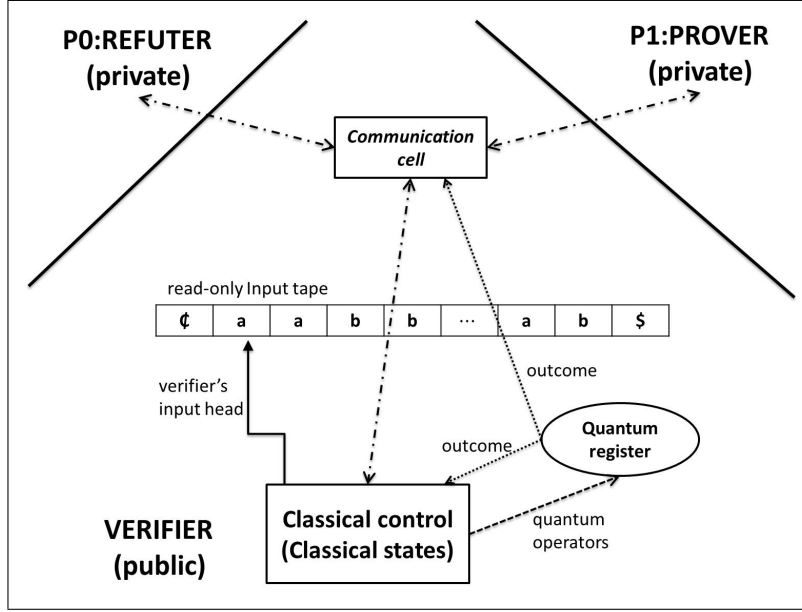 P0:REFUTER
(private)
P1:PROVER
(private)
Communication
cell
read-only Input tape
₵ a a b b ... a b $
verifier's
input head
outcome
outcome
Quantum
register
VERIFIER
(public)
Classical control
(Classical states)
quantum
operators